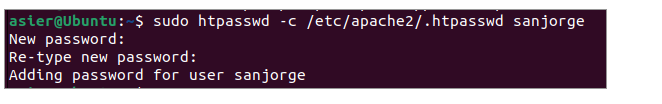 asier@Ubuntu:~$ sudo htpasswd -c /etc/apache2/.htpasswd sanjorge
New password:
Re-type new password:
Adding password for user sanjorge